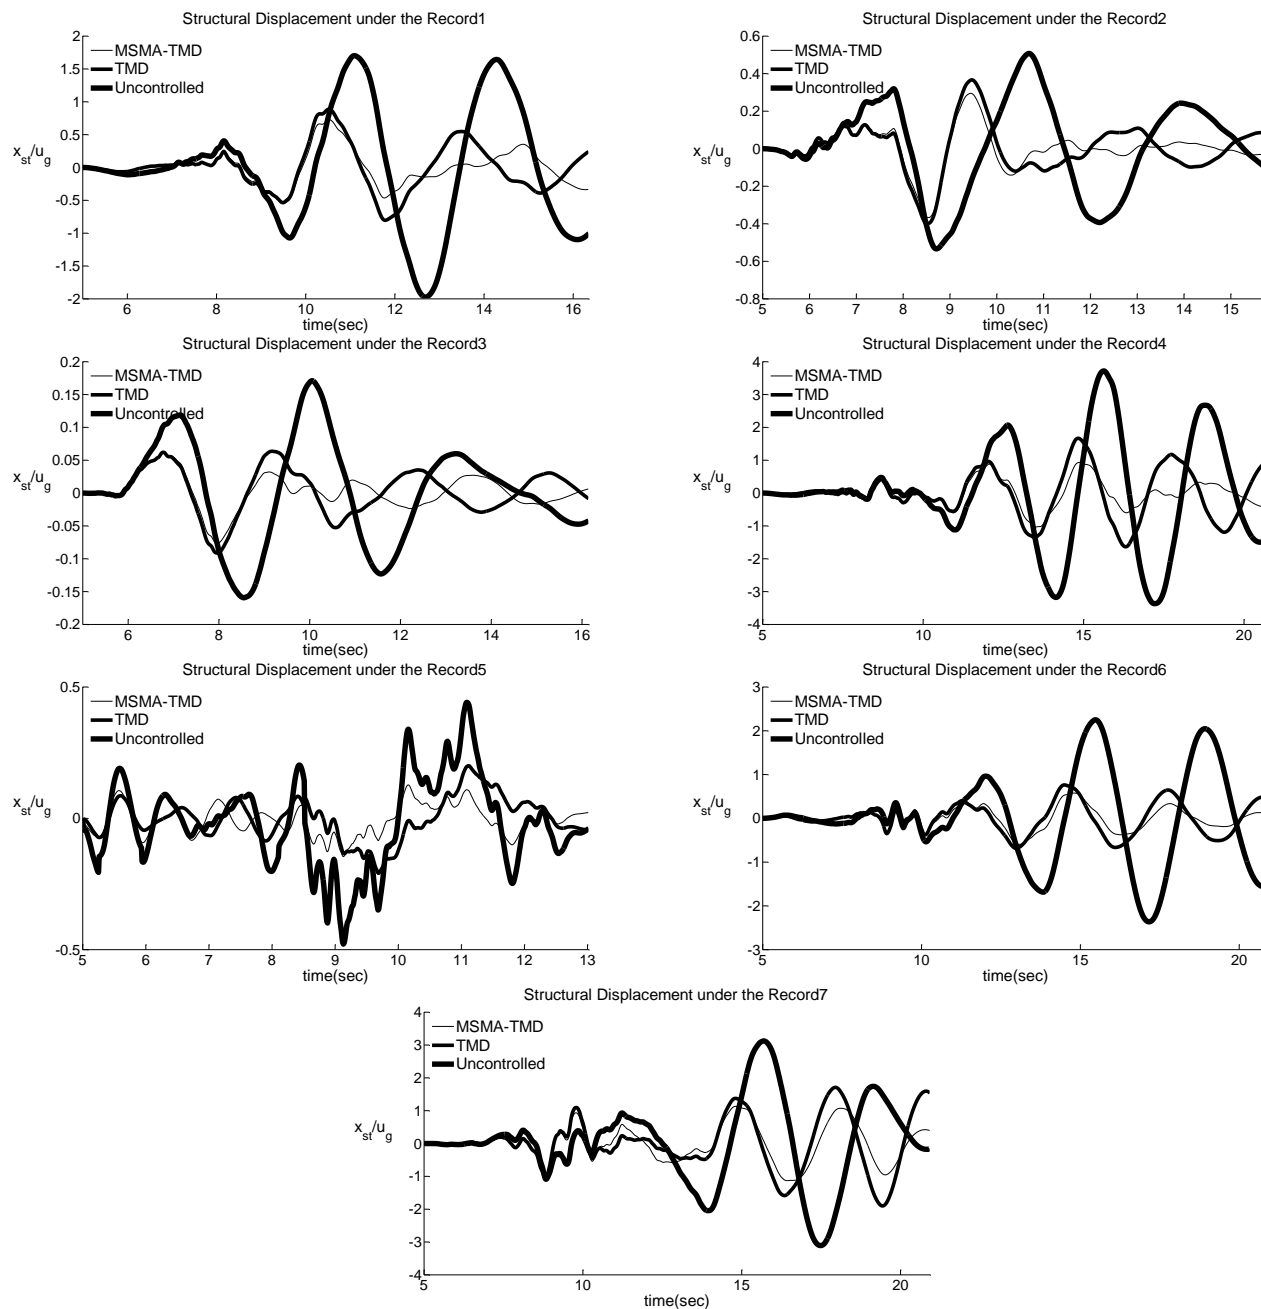 Structural Displacement under the Record1
2
1.5
1
0.5
0
-0.5
-1
-1.5
-2
x_st/u_g
MSMA-TMD
TMD
Uncontrolled
6 8 10 12 14 16
time(sec)
Structural Displacement under the Record2
0.6
0.4
0.2
0
-0.2
-0.4
-0.6
-0.8
x_st/u_g
MSMA-TMD
TMD
Uncontrolled
5 6 7 8 9 10 11 12 13 14 15
time(sec)
Structural Displacement under the Record3
0.2
0.15
0.1
0.05
0
-0.05
-0.1
-0.15
-0.2
x_st/u_g
MSMA-TMD
TMD
Uncontrolled
6 8 10 12 14 16
time(sec)
Structural Displacement under the Record4
4
3
2
1
0
-1
-2
-3
-4
x_st/u_g
MSMA-TMD
TMD
Uncontrolled
5 10 15 20
time(sec)
Structural Displacement under the Record5
0.5
0
-0.5
x_st/u_g
MSMA-TMD
TMD
Uncontrolled
5 6 7 8 9 10 11 12 13
time(sec)
Structural Displacement under the Record6
3
2
1
0
-1
-2
-3
x_st/u_g
MSMA-TMD
TMD
Uncontrolled
5 10 15 20
time(sec)
Structural Displacement under the Record7
4
3
2
1
0
-1
-2
-3
-4
x_st/u_g
MSMA-TMD
TMD
Uncontrolled
5 10 15 20
time(sec)